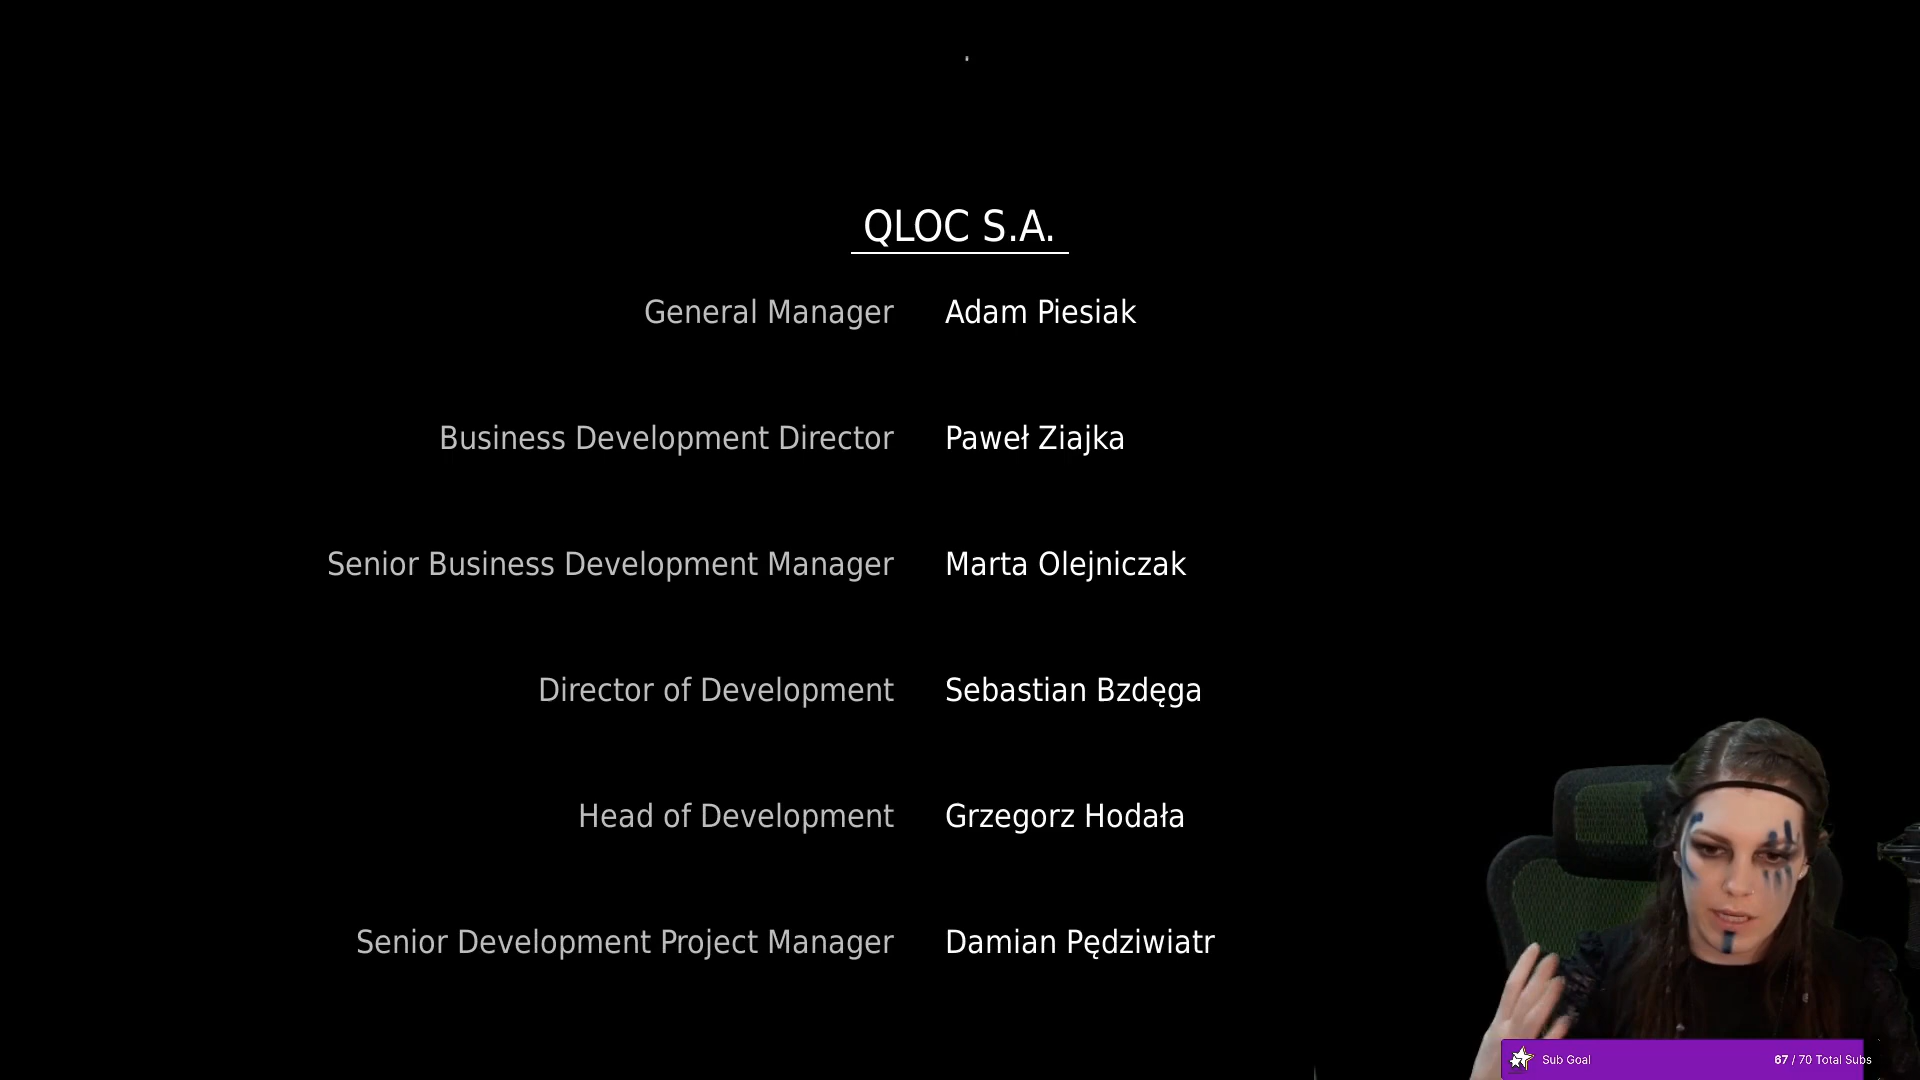 QLOC S.A.
General Manager Adam Piesiak
Business Development Director Paweł Ziajka
Senior Business Development Manager Marta Olejniczak
Director of Development Sebastian Bzdęga
Head of Development Grzegorz Hodała
Senior Development Project Manager Damian Pędziwiatr
Sub Goal 67 / 70 Total Subs